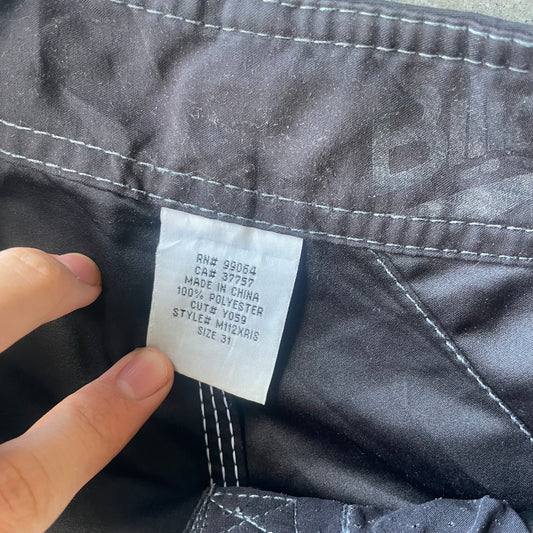 RN# 99064
CA# 37757
MADE IN CHINA
100% POLYESTER
CUT# Y059
STYLE# M112XRIS
SIZE 31